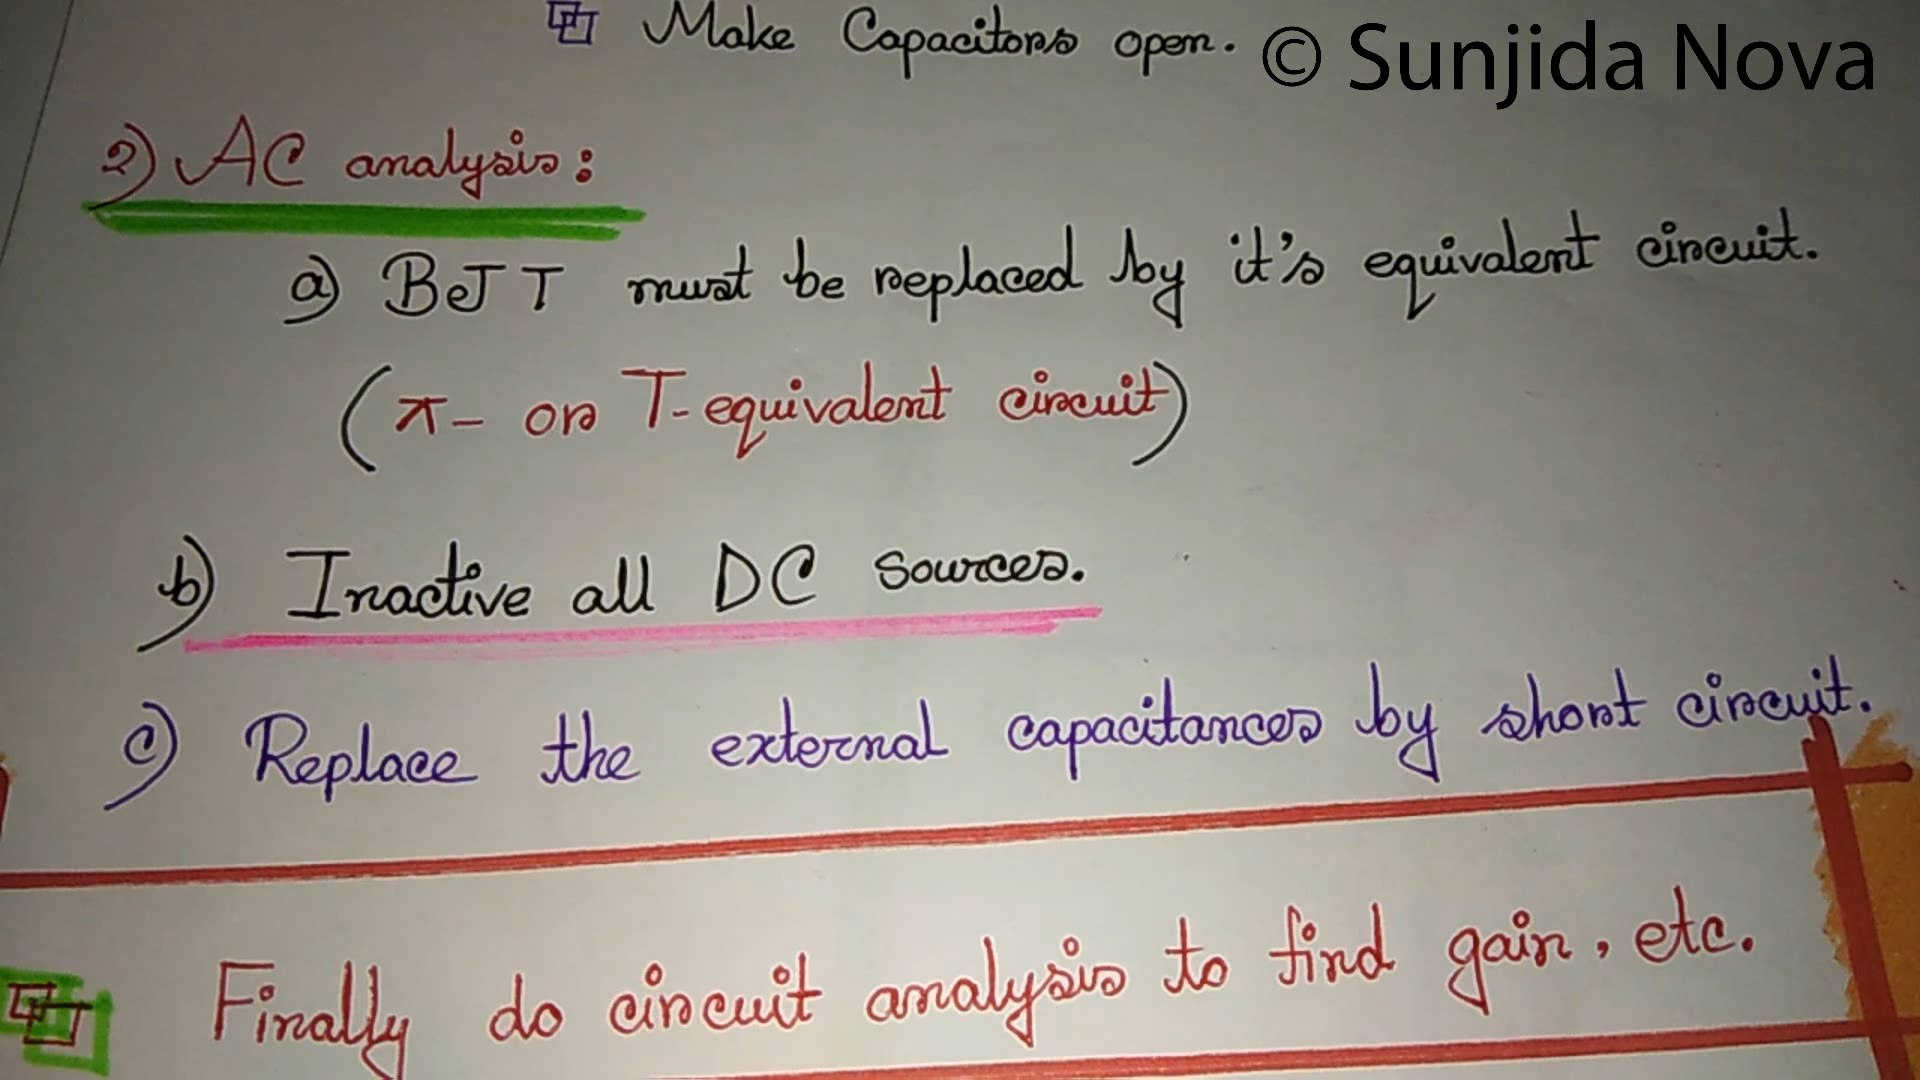 Make Capacitors open.
© Sunjida Nova
2) AC analysis:
a) BJT must be replaced by it's equivalent circuit.
(π- or T-equivalent circuit)
b) Inactive all DC sources.
c) Replace the external capacitances by short circuit.
Finally do circuit analysis to find gain, etc.